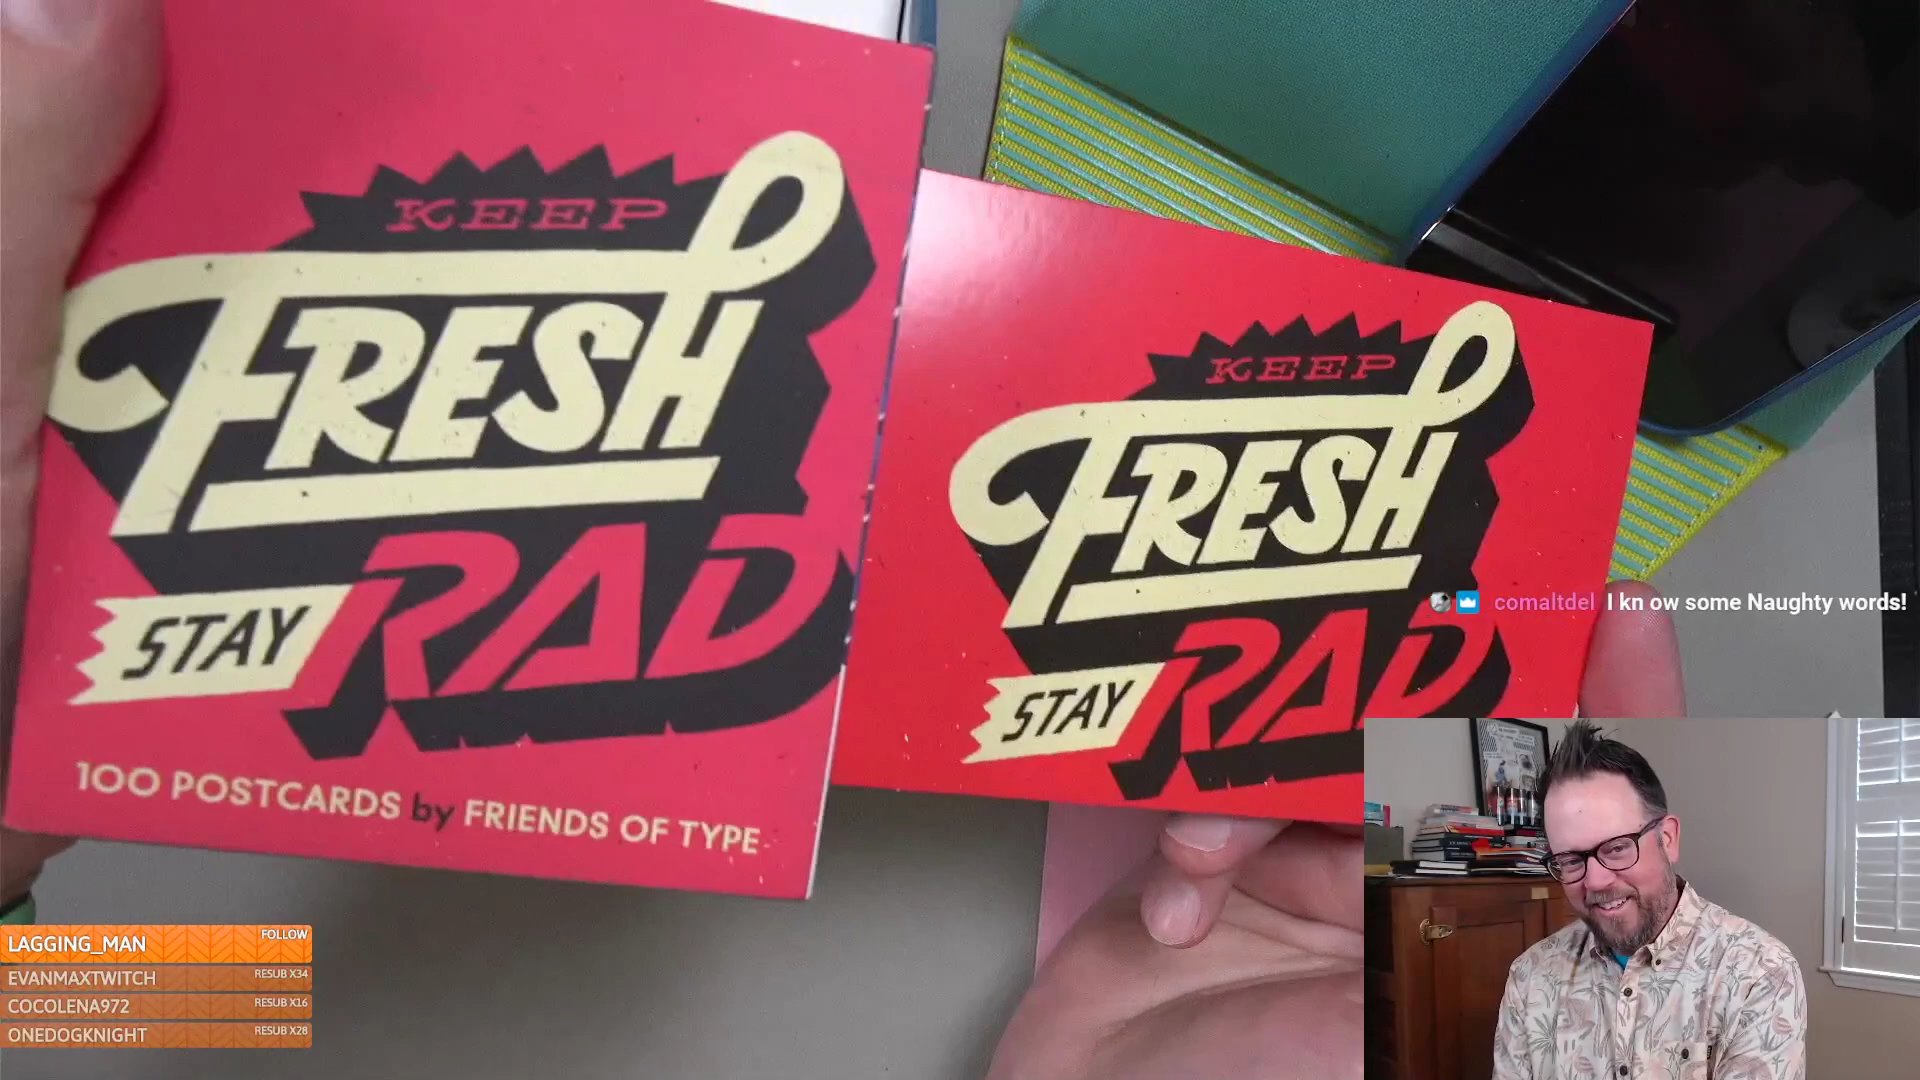 KEEP
FRESH
STAY RAD
100 POSTCARDS by FRIENDS OF TYPE
KEEP
FRESH
STAY RAD
comaltdel I kn ow some Naughty words!
LAGGING_MAN FOLLOW
EVANMAXTWITCH RESUB X34
COCOLENA972 RESUB X16
ONEDOGKNIGHT RESUB X28